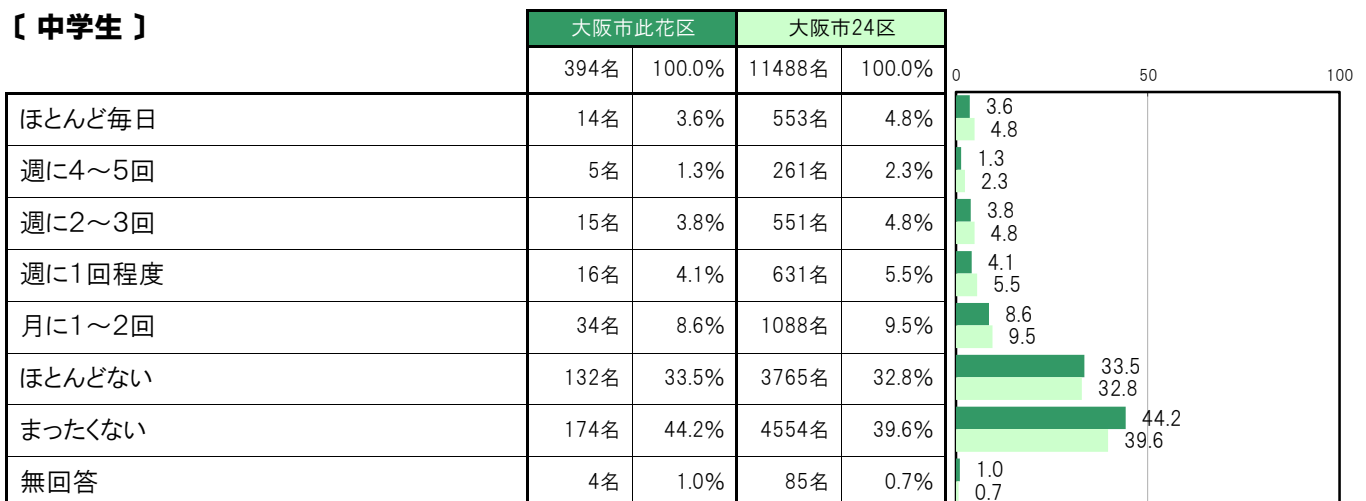 〔 中学生 〕
大阪市此花区 大阪市24区
394名 100.0% 11488名 100.0%
0 50 100
ほとんど毎日 14名 3.6% 553名 4.8% 3.6
4.8
週に4～5回 5名 1.3% 261名 2.3% 1.3
2.3
週に2～3回 15名 3.8% 551名 4.8% 3.8
4.8
週に1回程度 16名 4.1% 631名 5.5% 4.1
5.5
月に1～2回 34名 8.6% 1088名 9.5% 8.6
9.5
ほとんどない 132名 33.5% 3765名 32.8% 33.5
32.8
まったくない 174名 44.2% 4554名 39.6% 44.2
39.6
無回答 4名 1.0% 85名 0.7% 1.0
0.7